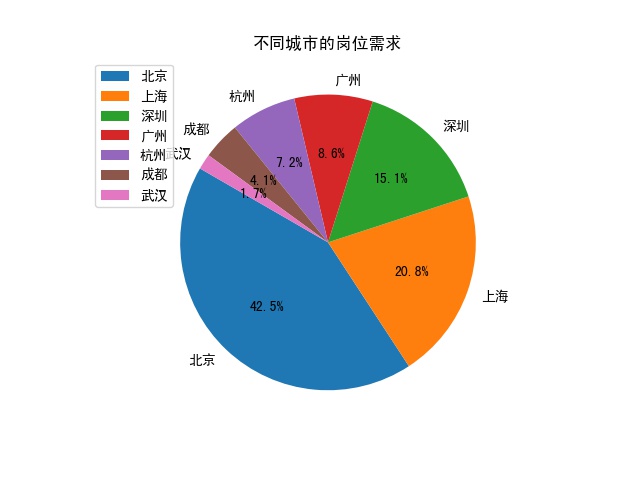 不同城市的岗位需求
北京
上海
深圳
广州
杭州
成都
武汉
广州
杭州
深圳
成都
武汉
8.6%
7.2%
15.1%
4.1%
1.7%
20.8%
上海
42.5%
北京